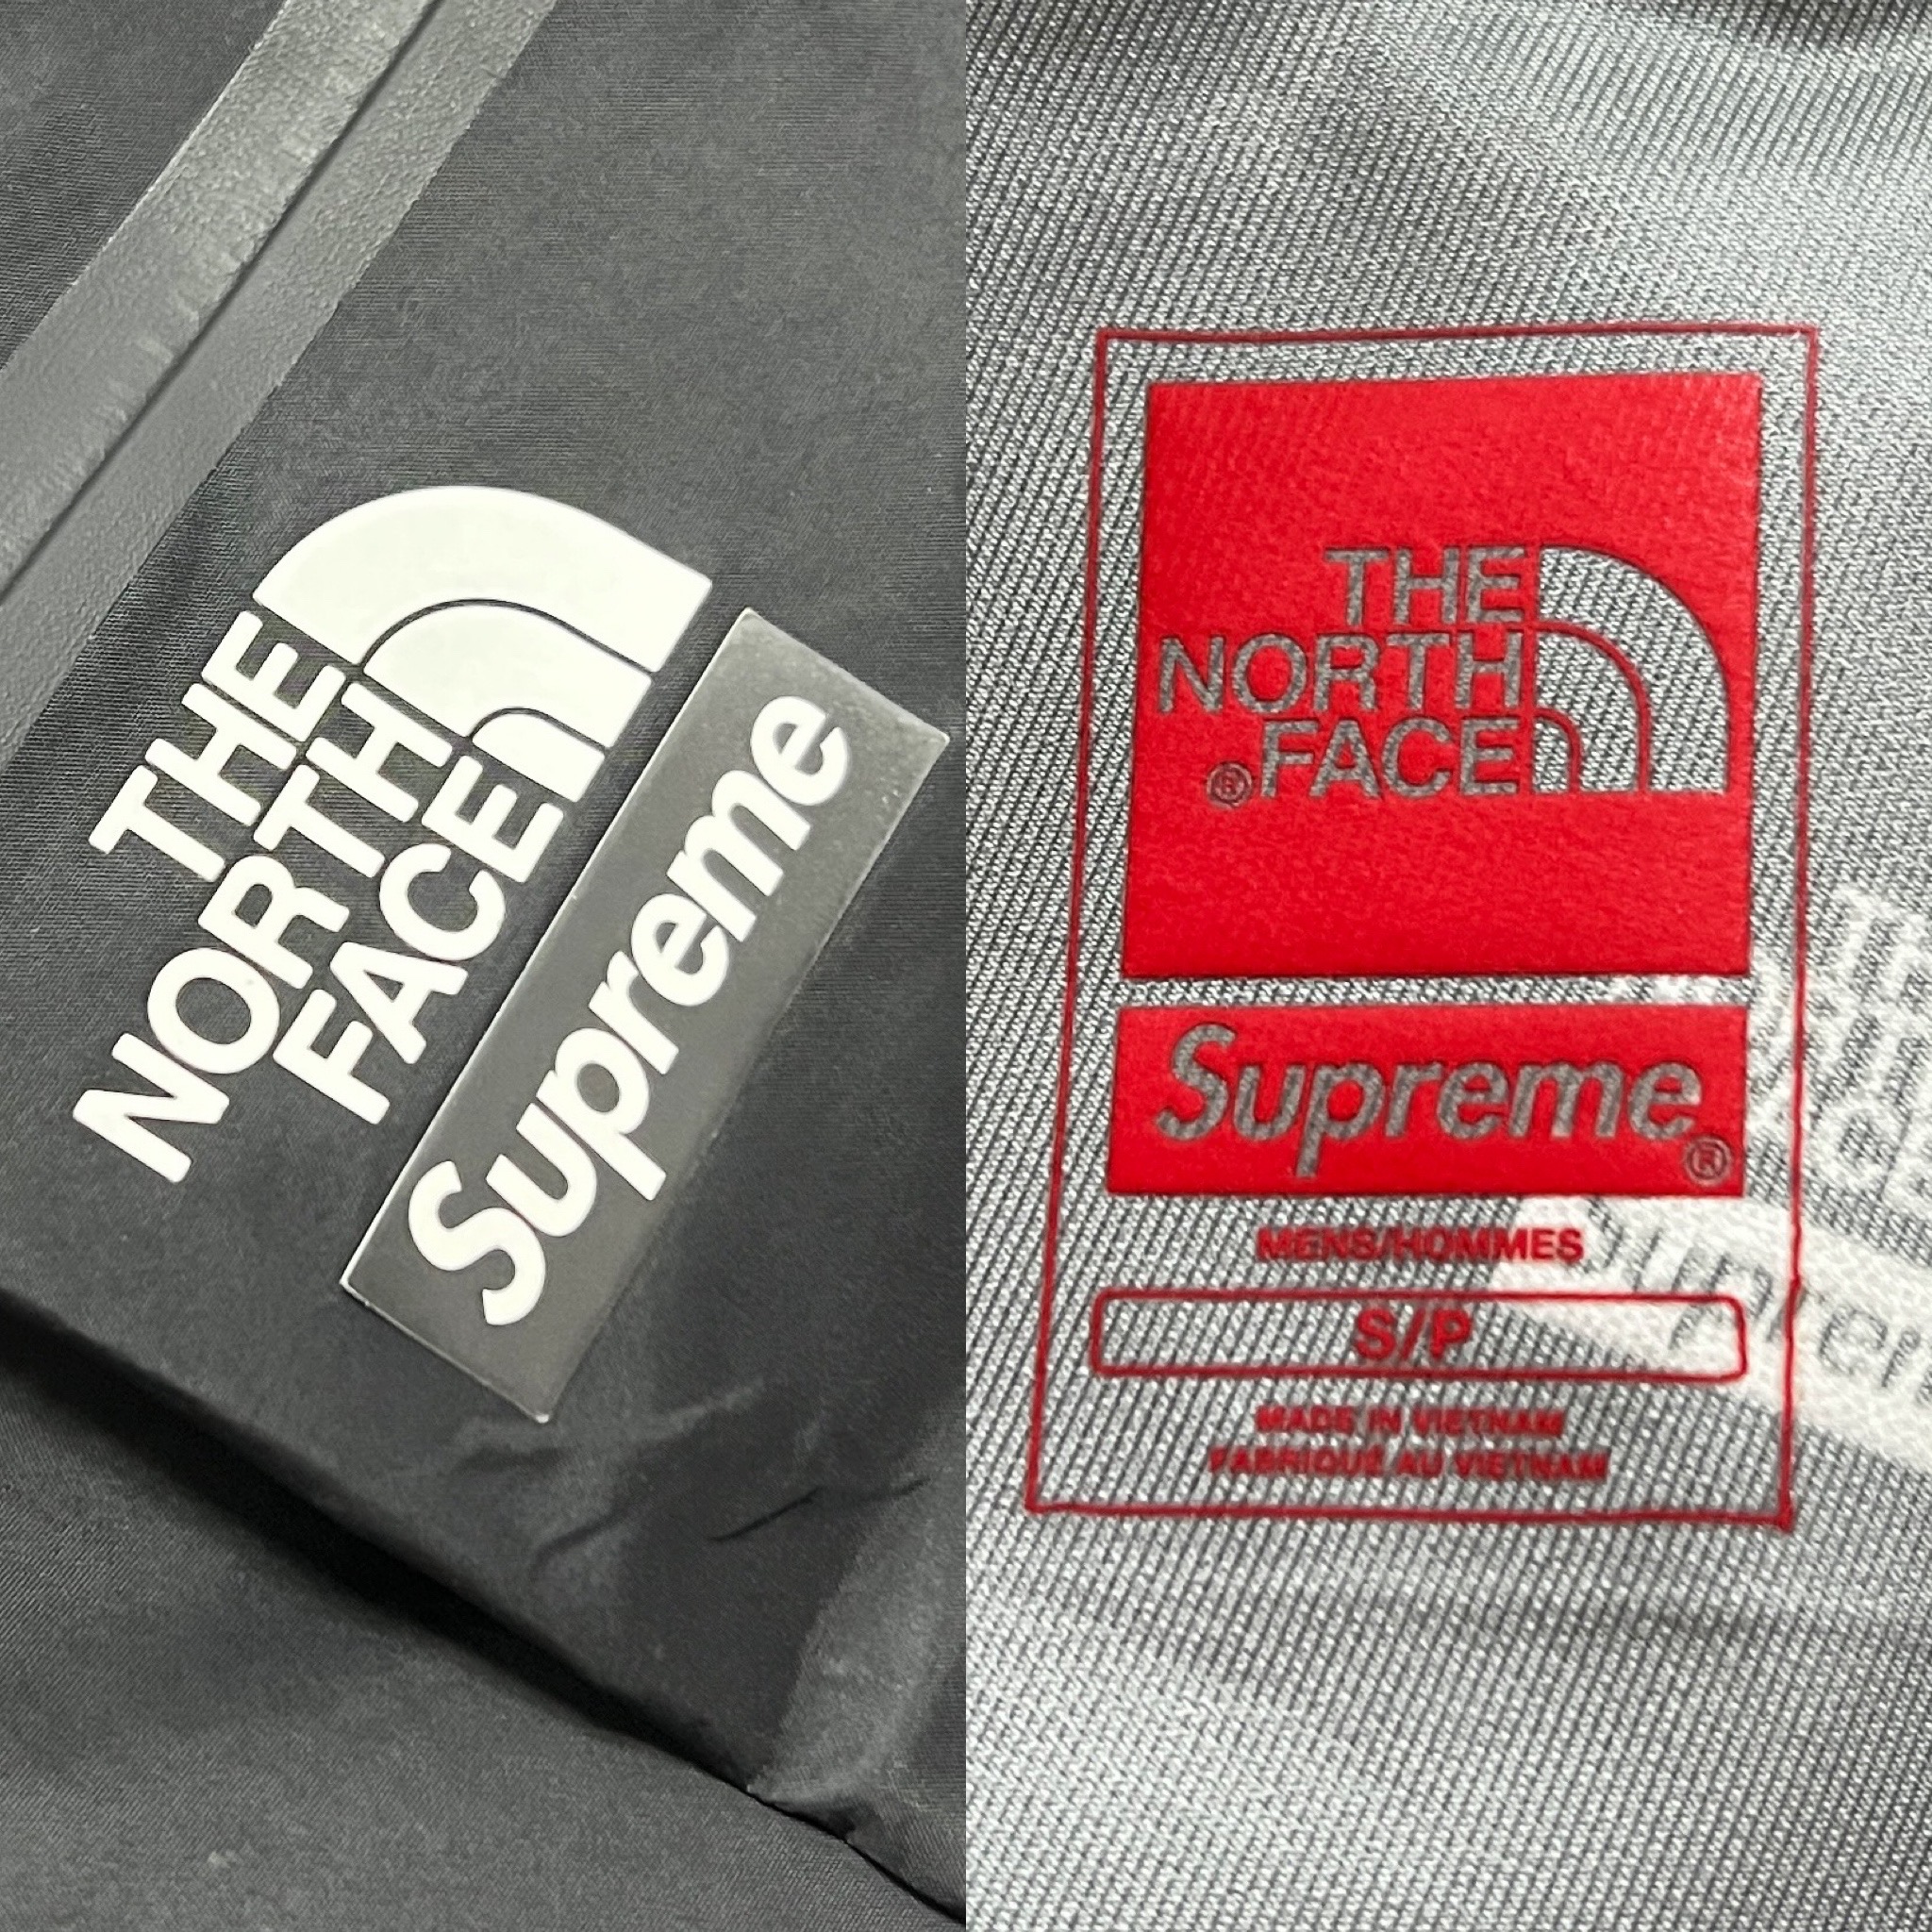 THE
NORTH
FACE
Supreme
THE
NORTH
®FACE
Supreme®
MENS/HOMMES
S/P
MADE IN VIETNAM
FABRIQUÉ AU VIETNAM